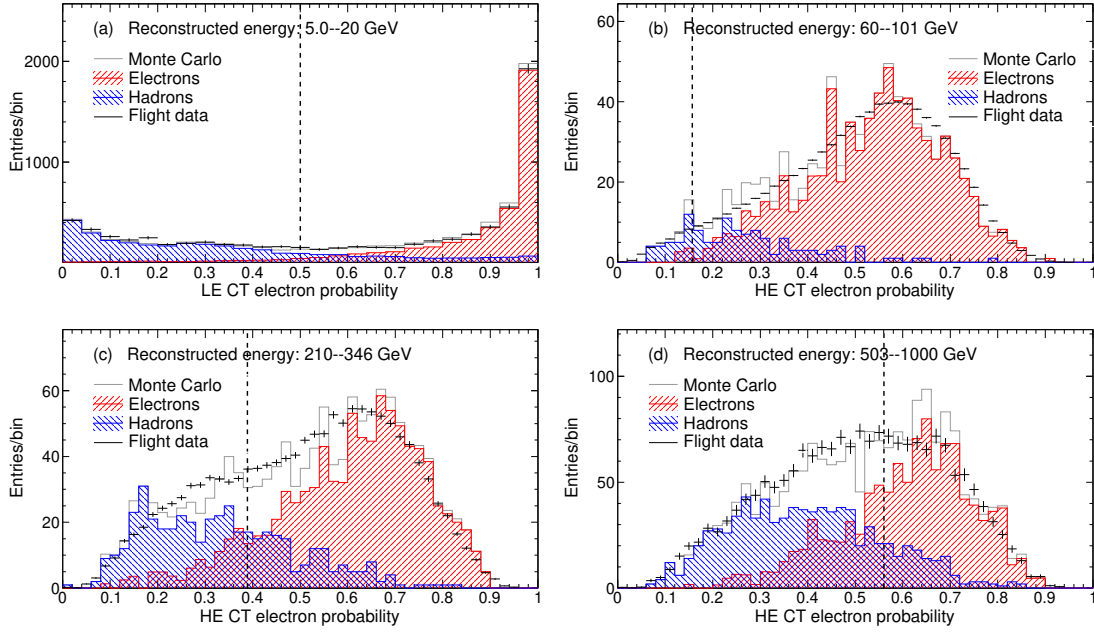 (a) Reconstructed energy: 5.0--20 GeV
Monte Carlo
Electrons
Hadrons
Flight data
Entries/bin
2000
1000
0 0.1 0.2 0.3 0.4 0.5 0.6 0.7 0.8 0.9 1
LE CT electron probability
(b) Reconstructed energy: 60--101 GeV
Monte Carlo
Electrons
Hadrons
Flight data
Entries/bin
60
40
20
0
0 0.1 0.2 0.3 0.4 0.5 0.6 0.7 0.8 0.9 1
HE CT electron probability
(c) Reconstructed energy: 210--346 GeV
Monte Carlo
Electrons
Hadrons
Flight data
Entries/bin
60
40
20
0
0 0.1 0.2 0.3 0.4 0.5 0.6 0.7 0.8 0.9 1
HE CT electron probability
(d) Reconstructed energy: 503--1000 GeV
Monte Carlo
Electrons
Hadrons
Flight data
Entries/bin
100
50
0
0 0.1 0.2 0.3 0.4 0.5 0.6 0.7 0.8 0.9 1
HE CT electron probability